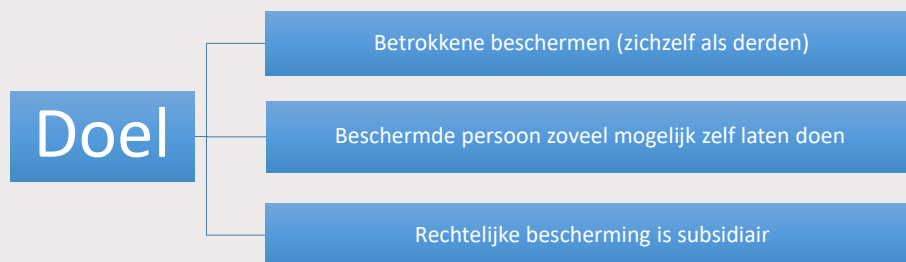 Doel
Betrokkene beschermen (zichzelf als derden)
Beschermde persoon zoveel mogelijk zelf laten doen
Rechtelijke bescherming is subsidiair